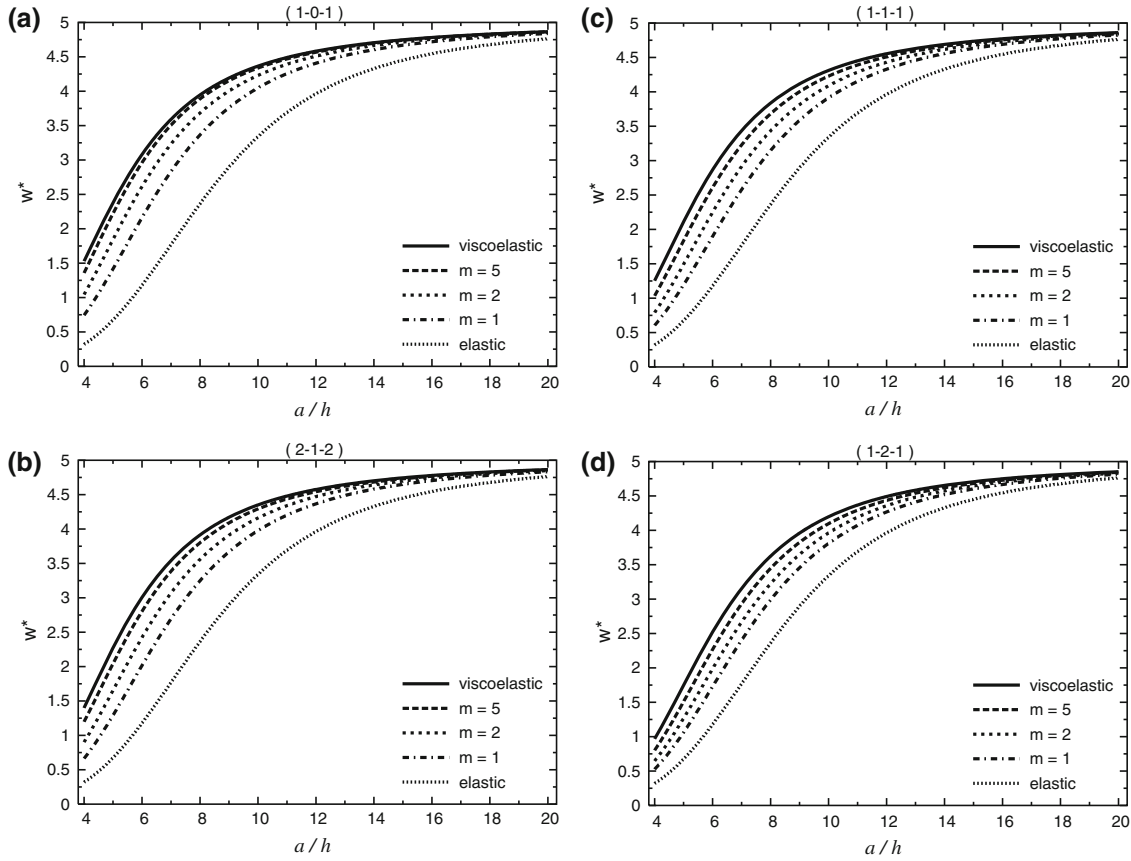 (a)
( 1-0-1 )
5
4.5
4
3.5
3
2.5
2
1.5
1
0.5
0
w*
viscoelastic
m = 5
m = 2
m = 1
elastic
4 6 8 10 12 14 16 18 20
a / h
(c)
( 1-1-1 )
5
4.5
4
3.5
3
2.5
2
1.5
1
0.5
0
w*
viscoelastic
m = 5
m = 2
m = 1
elastic
4 6 8 10 12 14 16 18 20
a / h
(b)
( 2-1-2 )
5
4.5
4
3.5
3
2.5
2
1.5
1
0.5
0
w*
viscoelastic
m = 5
m = 2
m = 1
elastic
4 6 8 10 12 14 16 18 20
a / h
(d)
( 1-2-1 )
5
4.5
4
3.5
3
2.5
2
1.5
1
0.5
0
w*
viscoelastic
m = 5
m = 2
m = 1
elastic
4 6 8 10 12 14 16 18 20
a / h